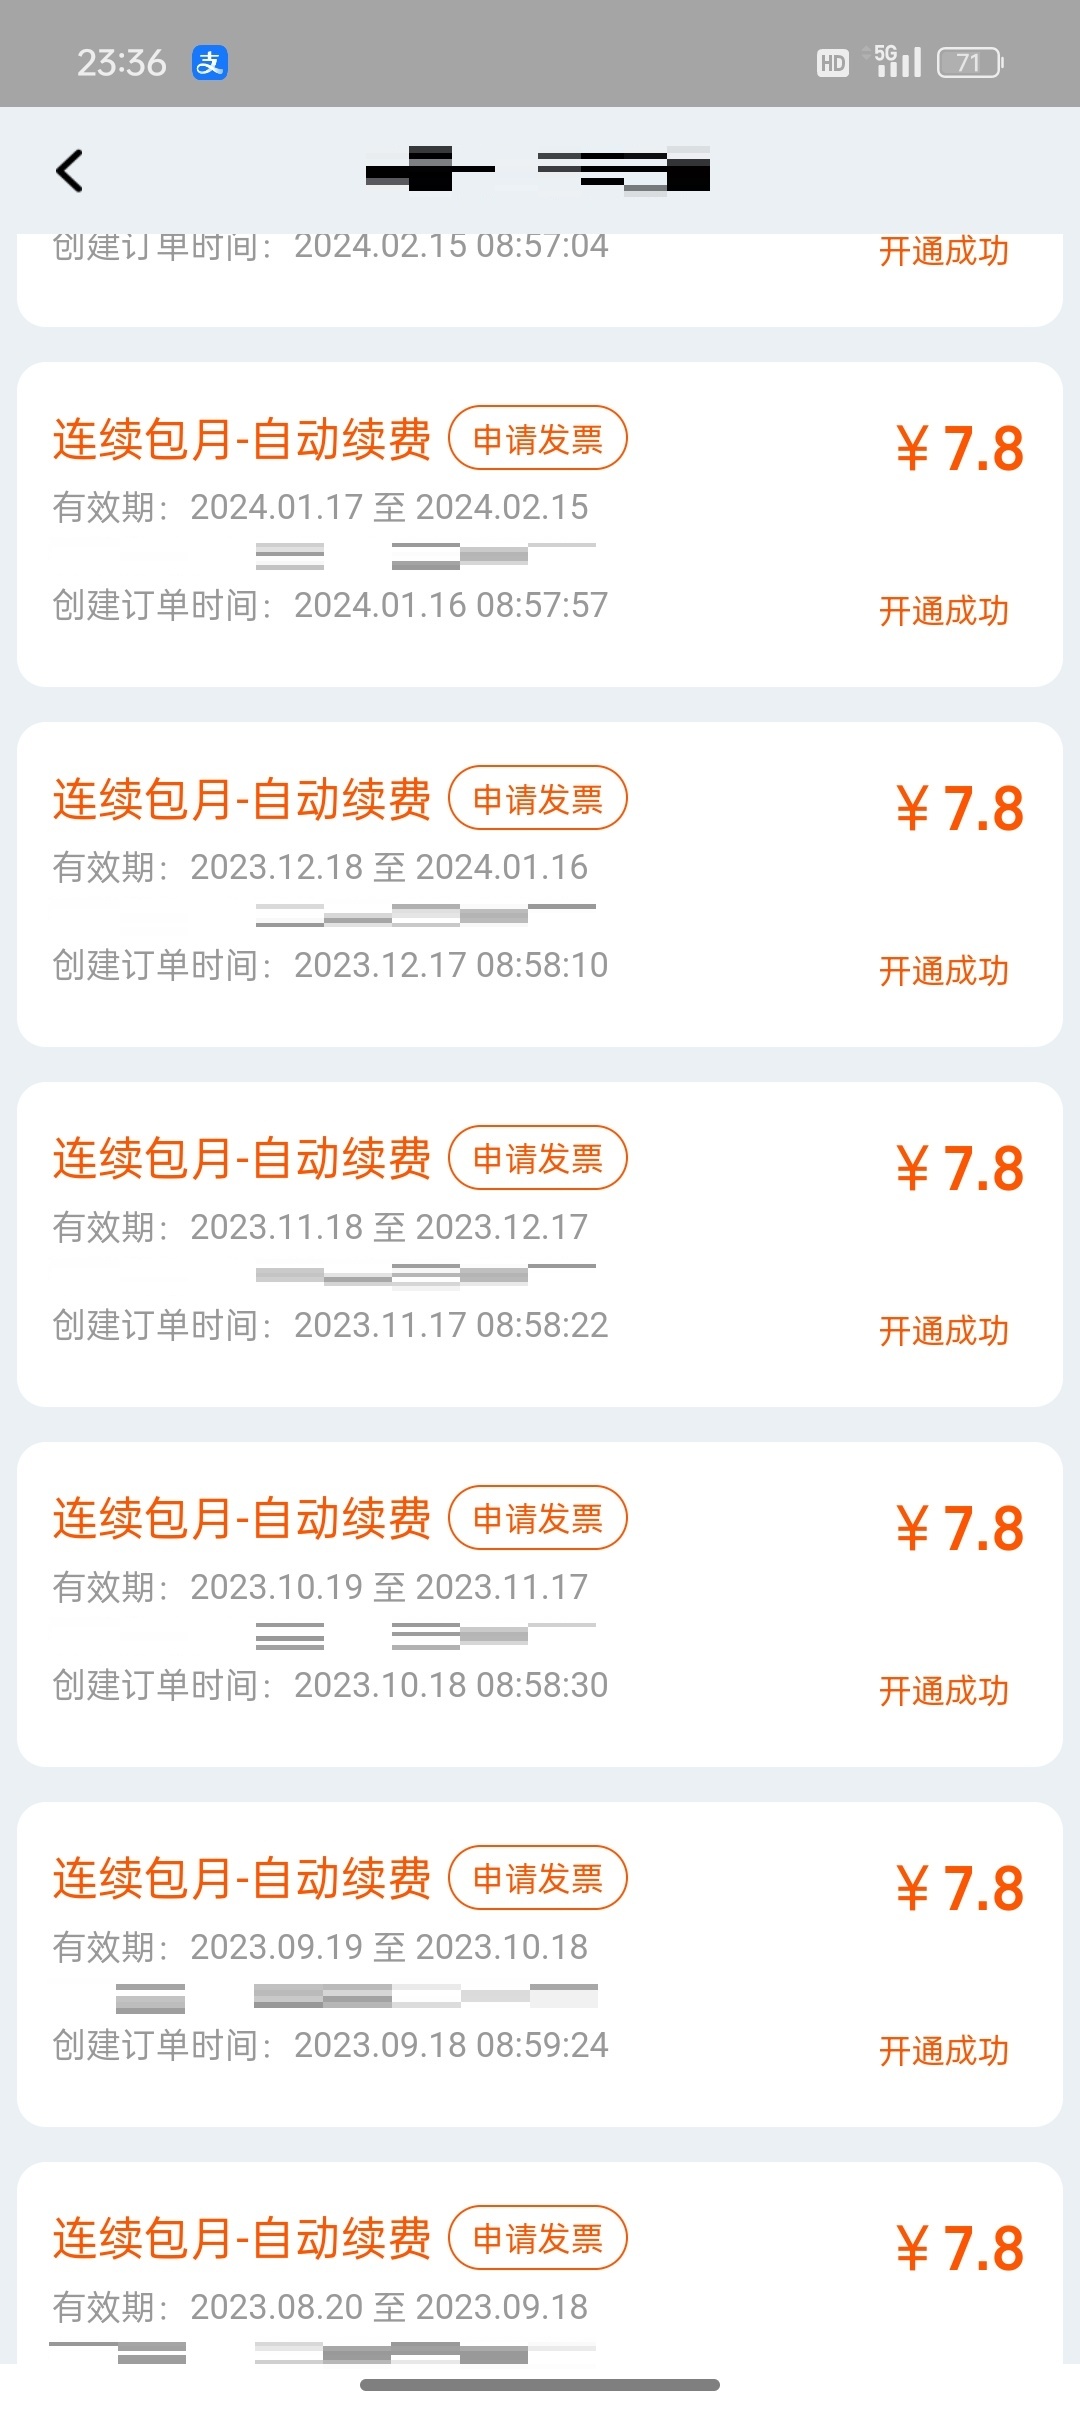 23:36 支 HD 5G 71
创建订单时间：2024.02.15 08:57:04 开通成功
连续包月-自动续费 申请发票 ¥7.8
有效期：2024.01.17 至 2024.02.15
创建订单时间：2024.01.16 08:57:57 开通成功
连续包月-自动续费 申请发票 ¥7.8
有效期：2023.12.18 至 2024.01.16
创建订单时间：2023.12.17 08:58:10 开通成功
连续包月-自动续费 申请发票 ¥7.8
有效期：2023.11.18 至 2023.12.17
创建订单时间：2023.11.17 08:58:22 开通成功
连续包月-自动续费 申请发票 ¥7.8
有效期：2023.10.19 至 2023.11.17
创建订单时间：2023.10.18 08:58:30 开通成功
连续包月-自动续费 申请发票 ¥7.8
有效期：2023.09.19 至 2023.10.18
创建订单时间：2023.09.18 08:59:24 开通成功
连续包月-自动续费 申请发票 ¥7.8
有效期：2023.08.20 至 2023.09.18